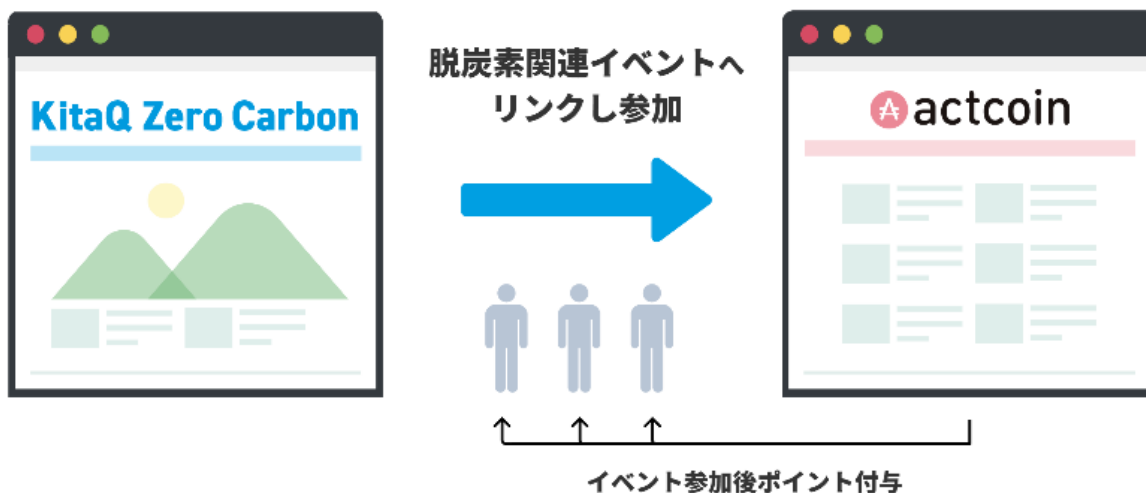 KitaQ Zero Carbon
脱炭素関連イベントへ
リンクし参加
actcoin
イベント参加後ポイント付与